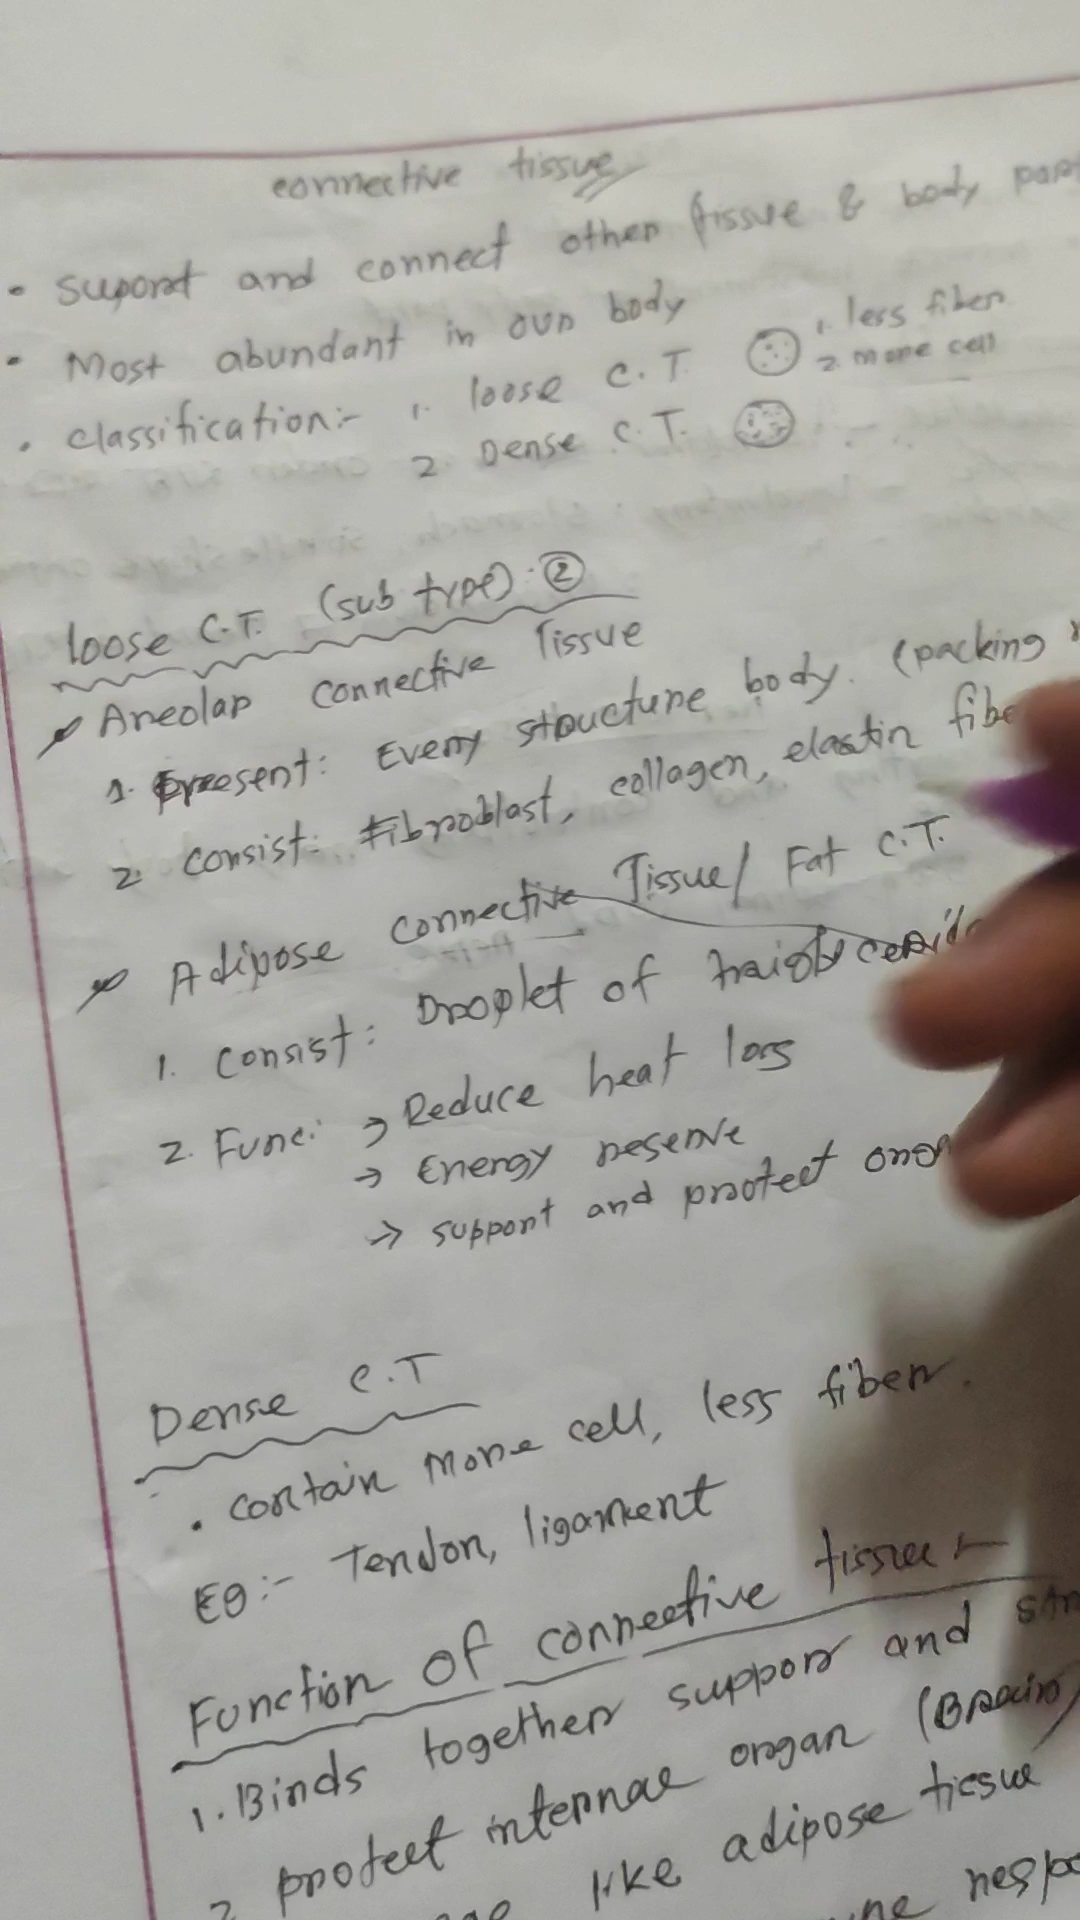 connective tissue
• Suport and connect other tissue & body part
• Most abundant in our body
• classification:- 1. loose C.T. 1. less fiber
2. more cell
2. Dense C.T.
loose C.T. (sub type) ②
Areolar connective Tissue
1. Present: Every structure body. (packing
2. Consist: Fibroblast, collagen, elastin fibe
Adipose connective Tissue/ Fat C.T.
1. Consist: Droplet of
2. Func: → Reduce heat loss
→ Energy reserve
→ support and protect
Dense C.T
• contain more cell, less fiber.
Eg:- Tendon, ligament
Function of connective tissue :-
1. Binds together support and
2 protect internal organ (Brain)
like adipose tissue